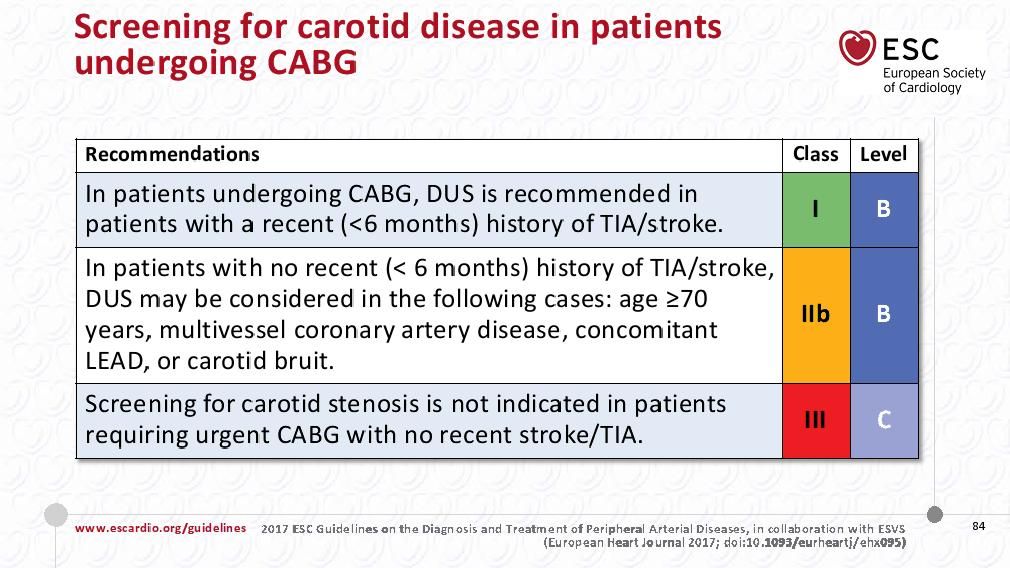 Screening for carotid disease in patients
undergoing CABG
ESC
European Society
of Cardiology
Recommendations Class Level
In patients undergoing CABG, DUS is recommended in
patients with a recent (<6 months) history of TIA/stroke.
I B
In patients with no recent (< 6 months) history of TIA/stroke,
DUS may be considered in the following cases: age ≥70
years, multivessel coronary artery disease, concomitant
LEAD, or carotid bruit.
IIb B
Screening for carotid stenosis is not indicated in patients
requiring urgent CABG with no recent stroke/TIA.
III C
www.escardio.org/guidelines 2017 ESC Guidelines on the Diagnosis and Treatment of Peripheral Arterial Diseases, in collaboration with ESVS
(European Heart Journal 2017; doi:10.1093/eurheartj/ehx095)
84